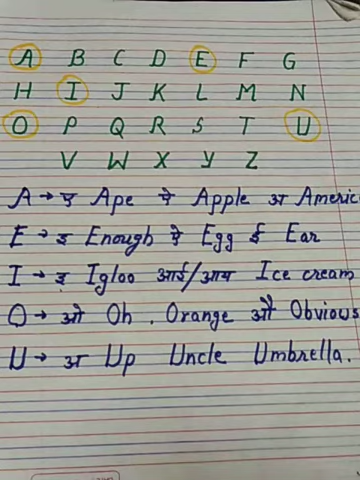 A B C D E F G
H I J K L M N
O P Q R S T U
V W X Y Z
A → ए Ape ऐ Apple अ Americ
E → इ Enough ऐ Egg ई Ear
I → इ Igloo आई/आय Ice cream
O → ओ Oh . Orange औ Obvious
U → अ Up Uncle Umbrella.